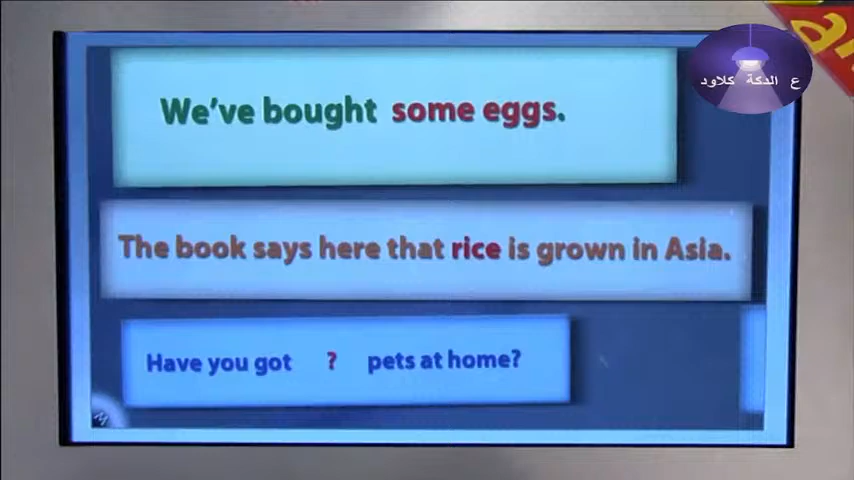 ع الدكة كلاود
We've bought some eggs.
The book says here that rice is grown in Asia.
Have you got ? pets at home?